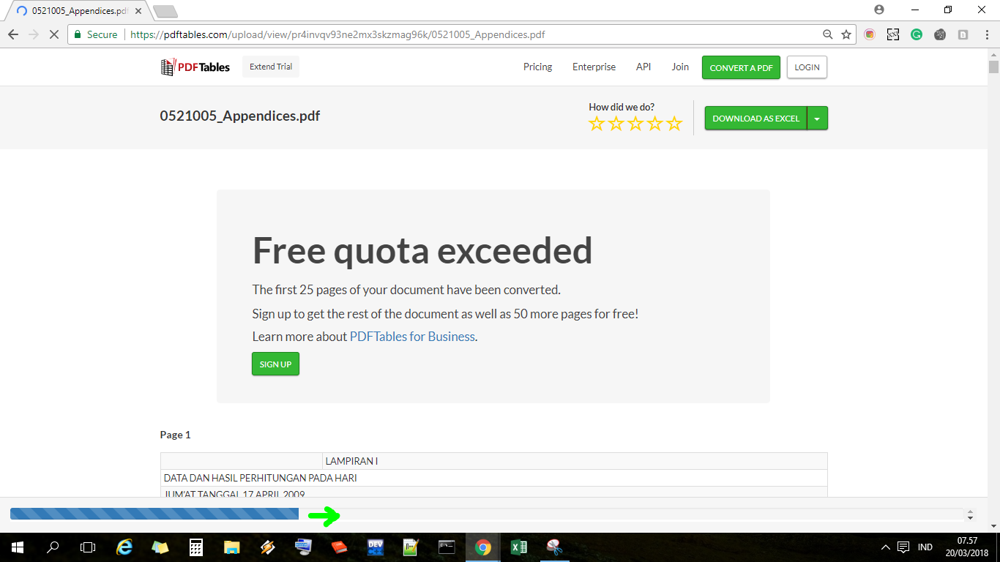 0521005_Appendices.pdf
Secure
https://pdftables.com/upload/view/pr4invqv93ne2mx3skzmag96k/0521005_Appendices.pdf
PDFTables
Extend Trial
Pricing
Enterprise
API
Join
CONVERT A PDF
LOGIN
0521005_Appendices.pdf
How did we do?
DOWNLOAD AS EXCEL
Free quota exceeded
The first 25 pages of your document have been converted.
Sign up to get the rest of the document as well as 50 more pages for free!
Learn more about PDFTables for Business.
SIGN UP
Page 1
LAMPIRAN I
DATA DAN HASIL PERHITUNGAN PADA HARI
JUM'AT TANGGAL 17 APRIL 2009
DEV
IND
07.57
20/03/2018